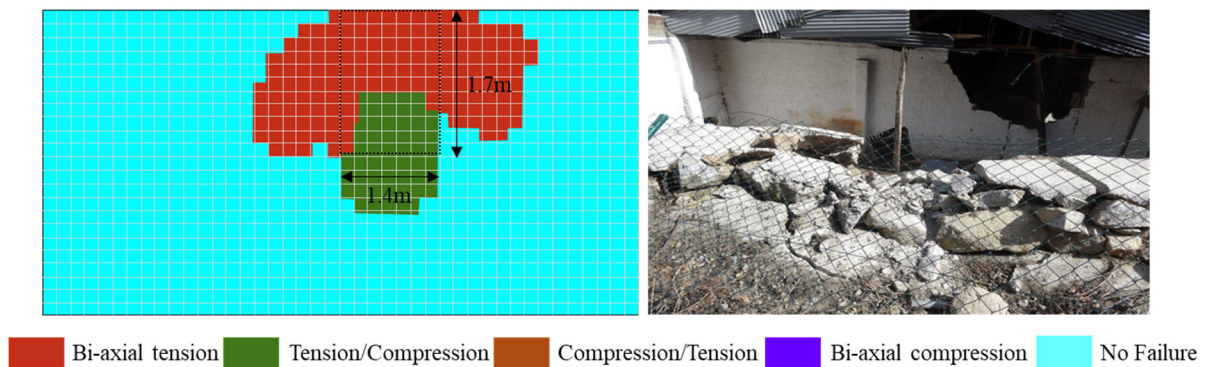 1.7m
1.4m
Bi-axial tension Tension/Compression Compression/Tension Bi-axial compression No Failure